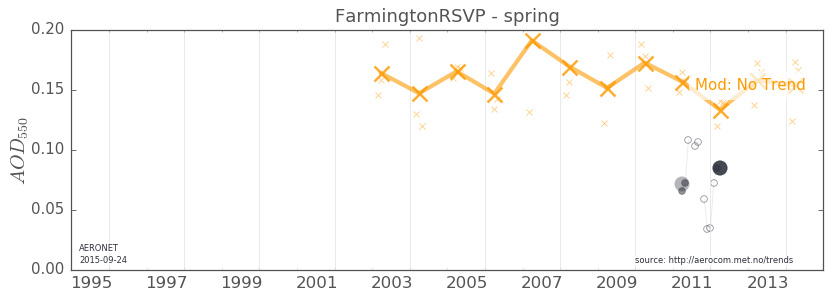 FarmingtonRSVP - spring
0.20
0.15
0.10
0.05
0.00
AOD550
Mod: No Trend
AERONET
2015-09-24
source: http://aerocom.met.no/trends
1995 1997 1999 2001 2003 2005 2007 2009 2011 2013